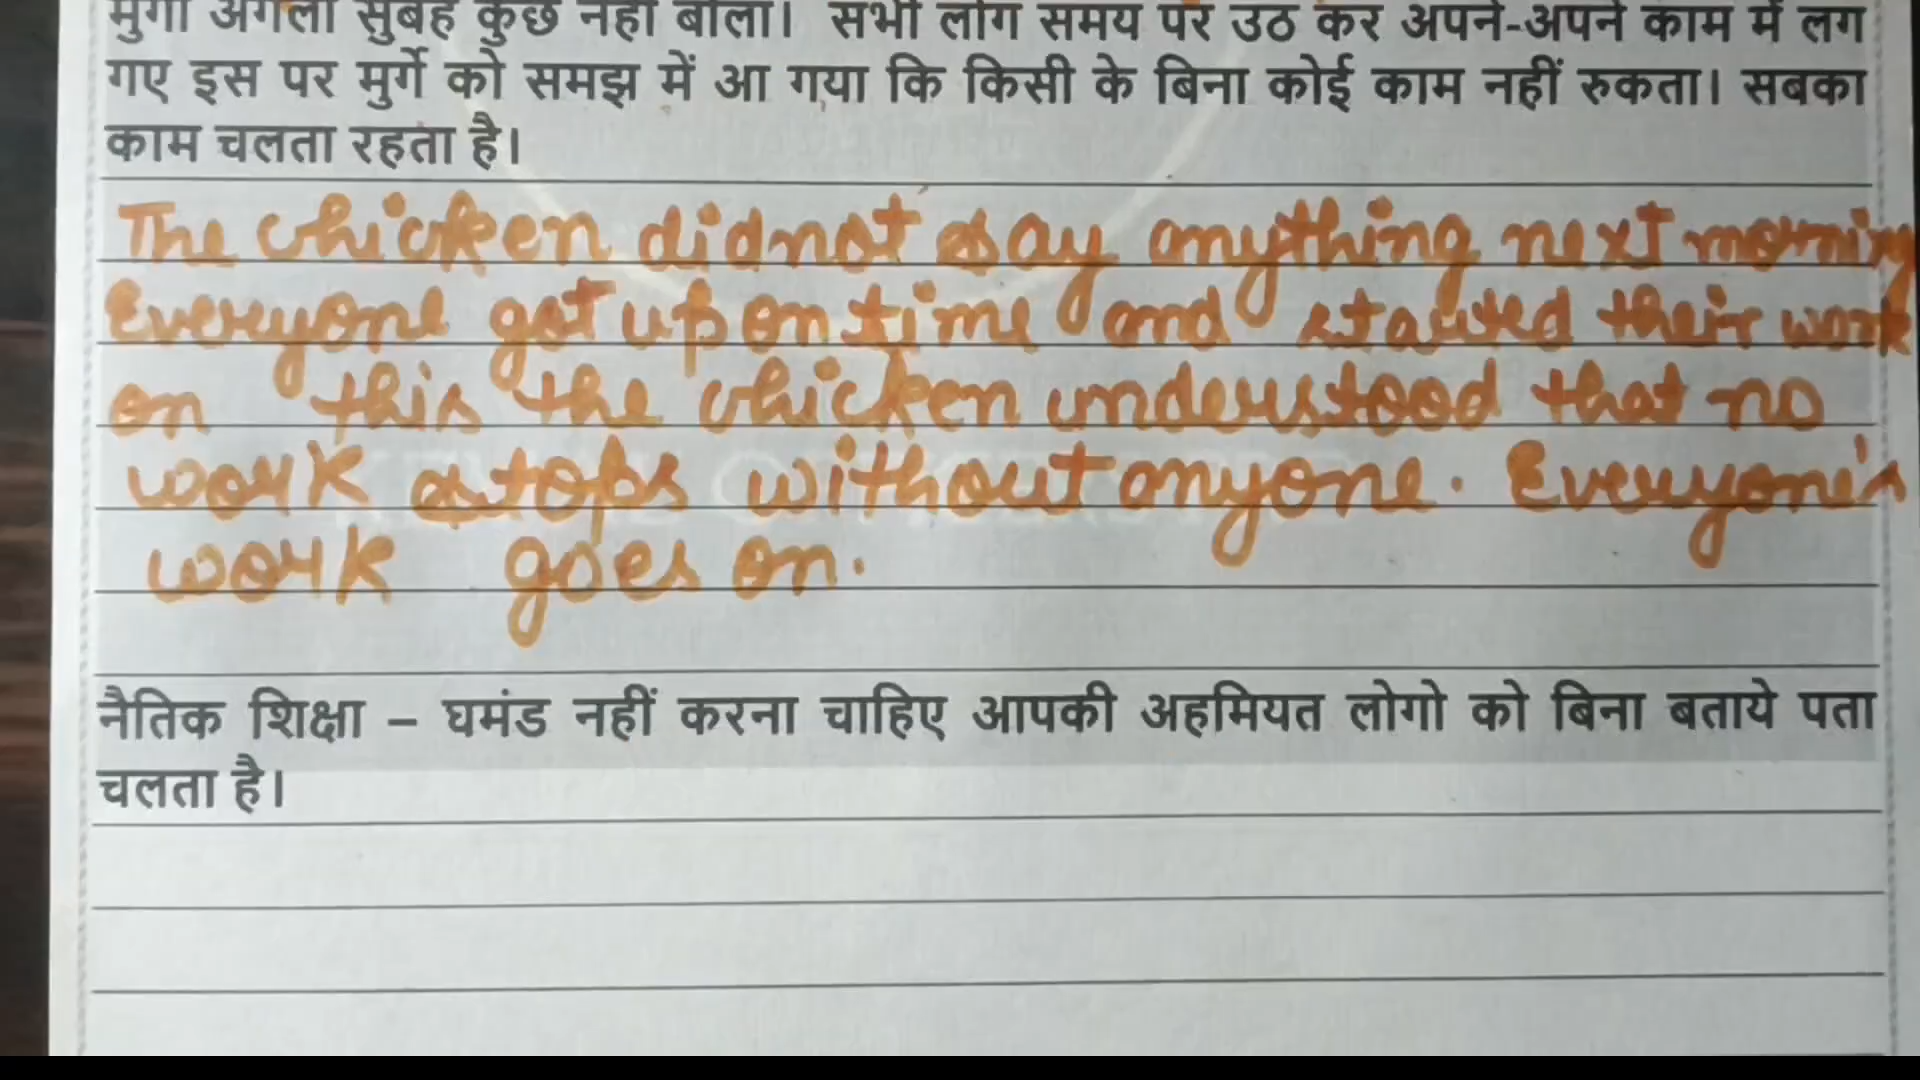 मुर्गा अगली सुबह कुछ नहीं बोला। सभी लोग समय पर उठ कर अपने-अपने काम में लग
गए इस पर मुर्गे को समझ में आ गया कि किसी के बिना कोई काम नहीं रुकता। सबका
काम चलता रहता है।
The chicken didnot say anything next morning
Everyone got up on time and started their work
on this the chicken understood that no
work stops without anyone. Everyone's
work goes on.
नैतिक शिक्षा – घमंड नहीं करना चाहिए आपकी अहमियत लोगो को बिना बताये पता
चलता है।